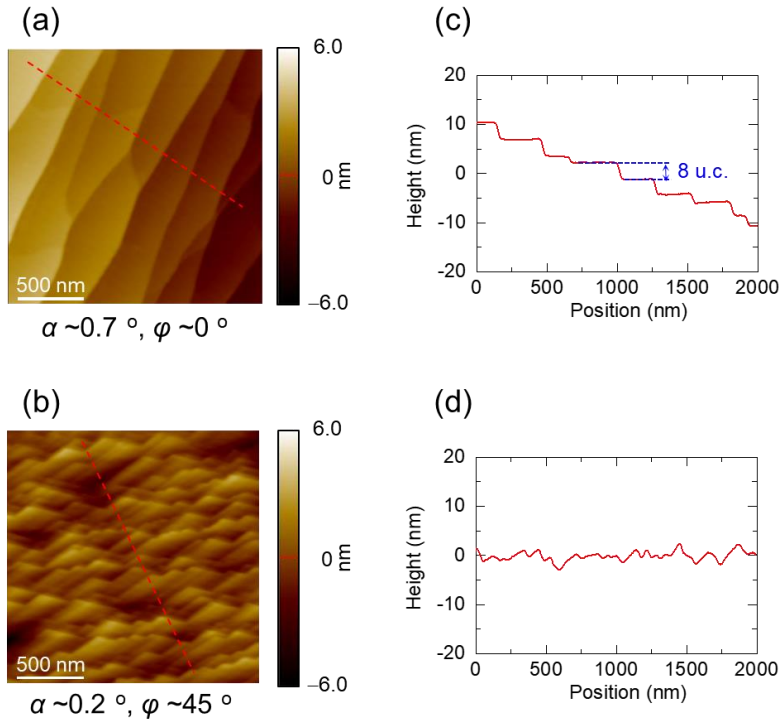 (a)
6.0
0
nm
–6.0
500 nm
α ~0.7 º, φ ~0 º
(c)
20
10
0
-10
-20
Height (nm)
8 u.c.
0
500
1000
1500
2000
Position (nm)
(b)
6.0
0
nm
–6.0
500 nm
α ~0.2 º, φ ~45 º
(d)
20
10
0
-10
-20
Height (nm)
0
500
1000
1500
2000
Position (nm)